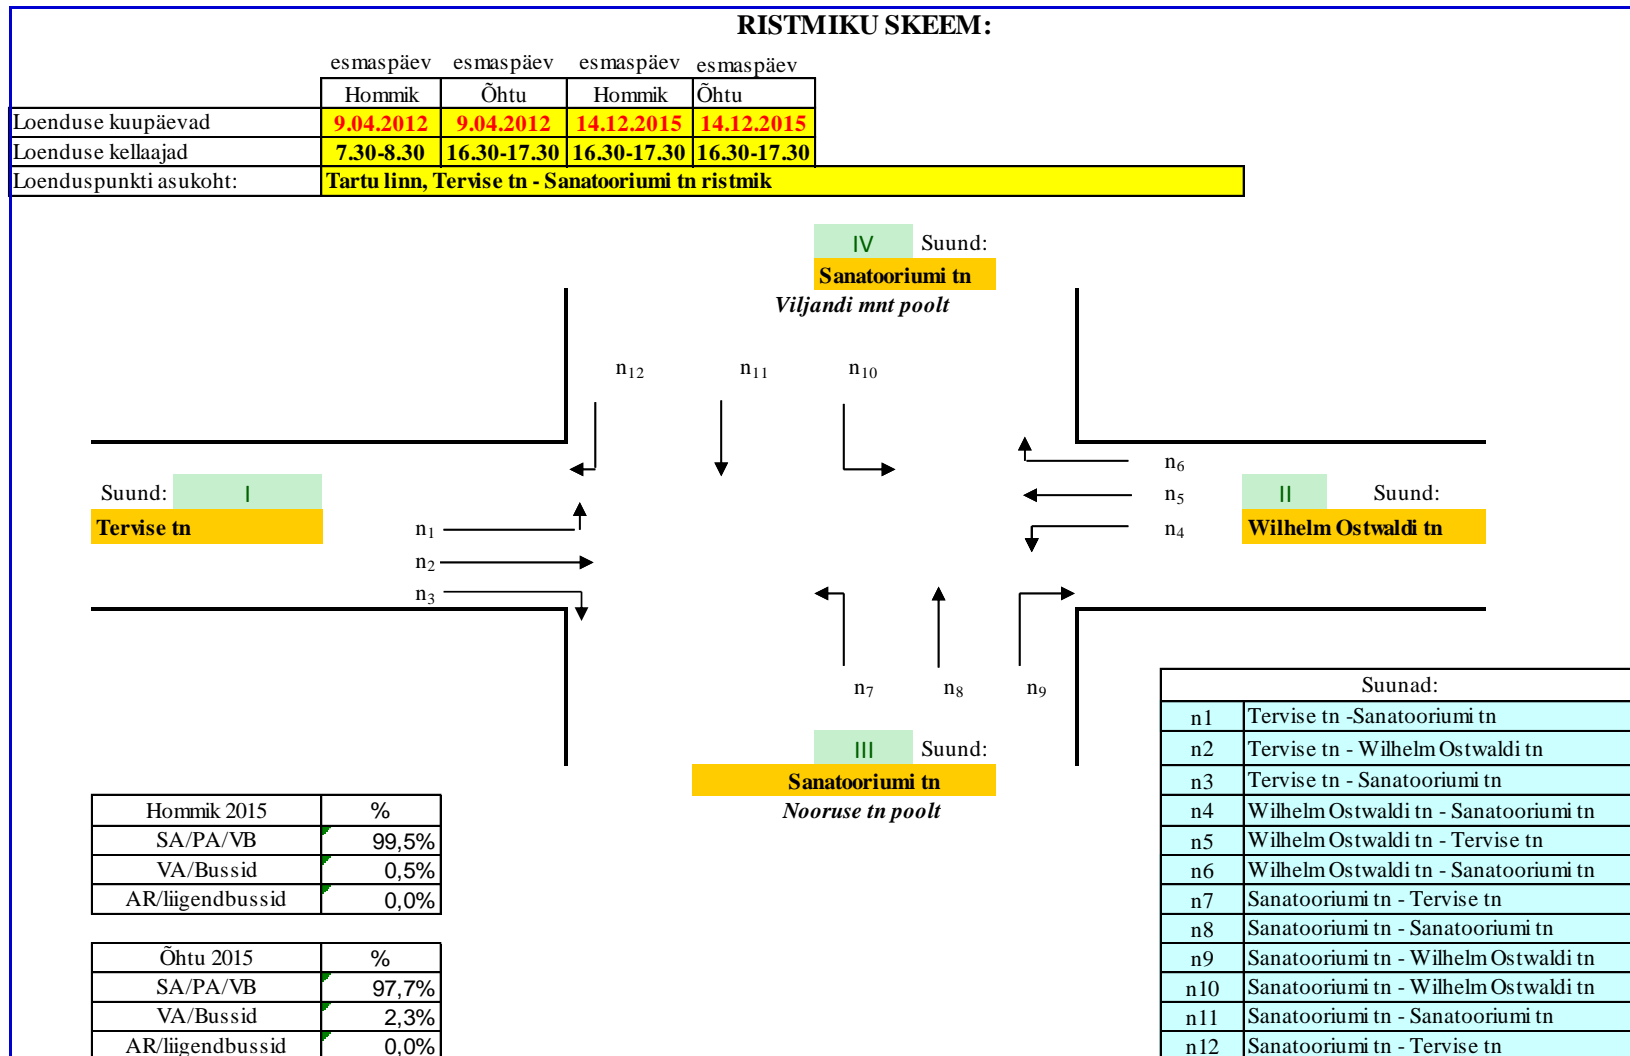 RISTMIKU SKEEM:
esmaspäev esmaspäev esmaspäev esmaspäev
Hommik Õhtu Hommik Õhtu
Loenduse kuupäevad 9.04.2012 9.04.2012 14.12.2015 14.12.2015
Loenduse kellaajad 7.30-8.30 16.30-17.30 16.30-17.30 16.30-17.30
Loenduspunkti asukoht: Tartu linn, Tervise tn - Sanatooriumi tn ristmik
IV Suund:
Sanatooriumi tn
Viljandi mnt poolt
n12 n11 n10
n6
Suund: I
n5
II Suund:
Tervise tn
n1
n4
Wilhelm Ostwaldi tn
n2
n3
n7 n8 n9
III Suund:
Sanatooriumi tn
Nooruse tn poolt
Suunad:
n1 Tervise tn -Sanatooriumi tn
n2 Tervise tn - Wilhelm Ostwaldi tn
n3 Tervise tn - Sanatooriumi tn
n4 Wilhelm Ostwaldi tn - Sanatooriumi tn
n5 Wilhelm Ostwaldi tn - Tervise tn
n6 Wilhelm Ostwaldi tn - Sanatooriumi tn
n7 Sanatooriumi tn - Tervise tn
n8 Sanatooriumi tn - Sanatooriumi tn
n9 Sanatooriumi tn - Wilhelm Ostwaldi tn
n10 Sanatooriumi tn - Wilhelm Ostwaldi tn
n11 Sanatooriumi tn - Sanatooriumi tn
n12 Sanatooriumi tn - Tervise tn
Hommik 2015 %
SA/PA/VB 99,5%
VA/Bussid 0,5%
AR/liigendbussid 0,0%
Õhtu 2015 %
SA/PA/VB 97,7%
VA/Bussid 2,3%
AR/liigendbussid 0,0%